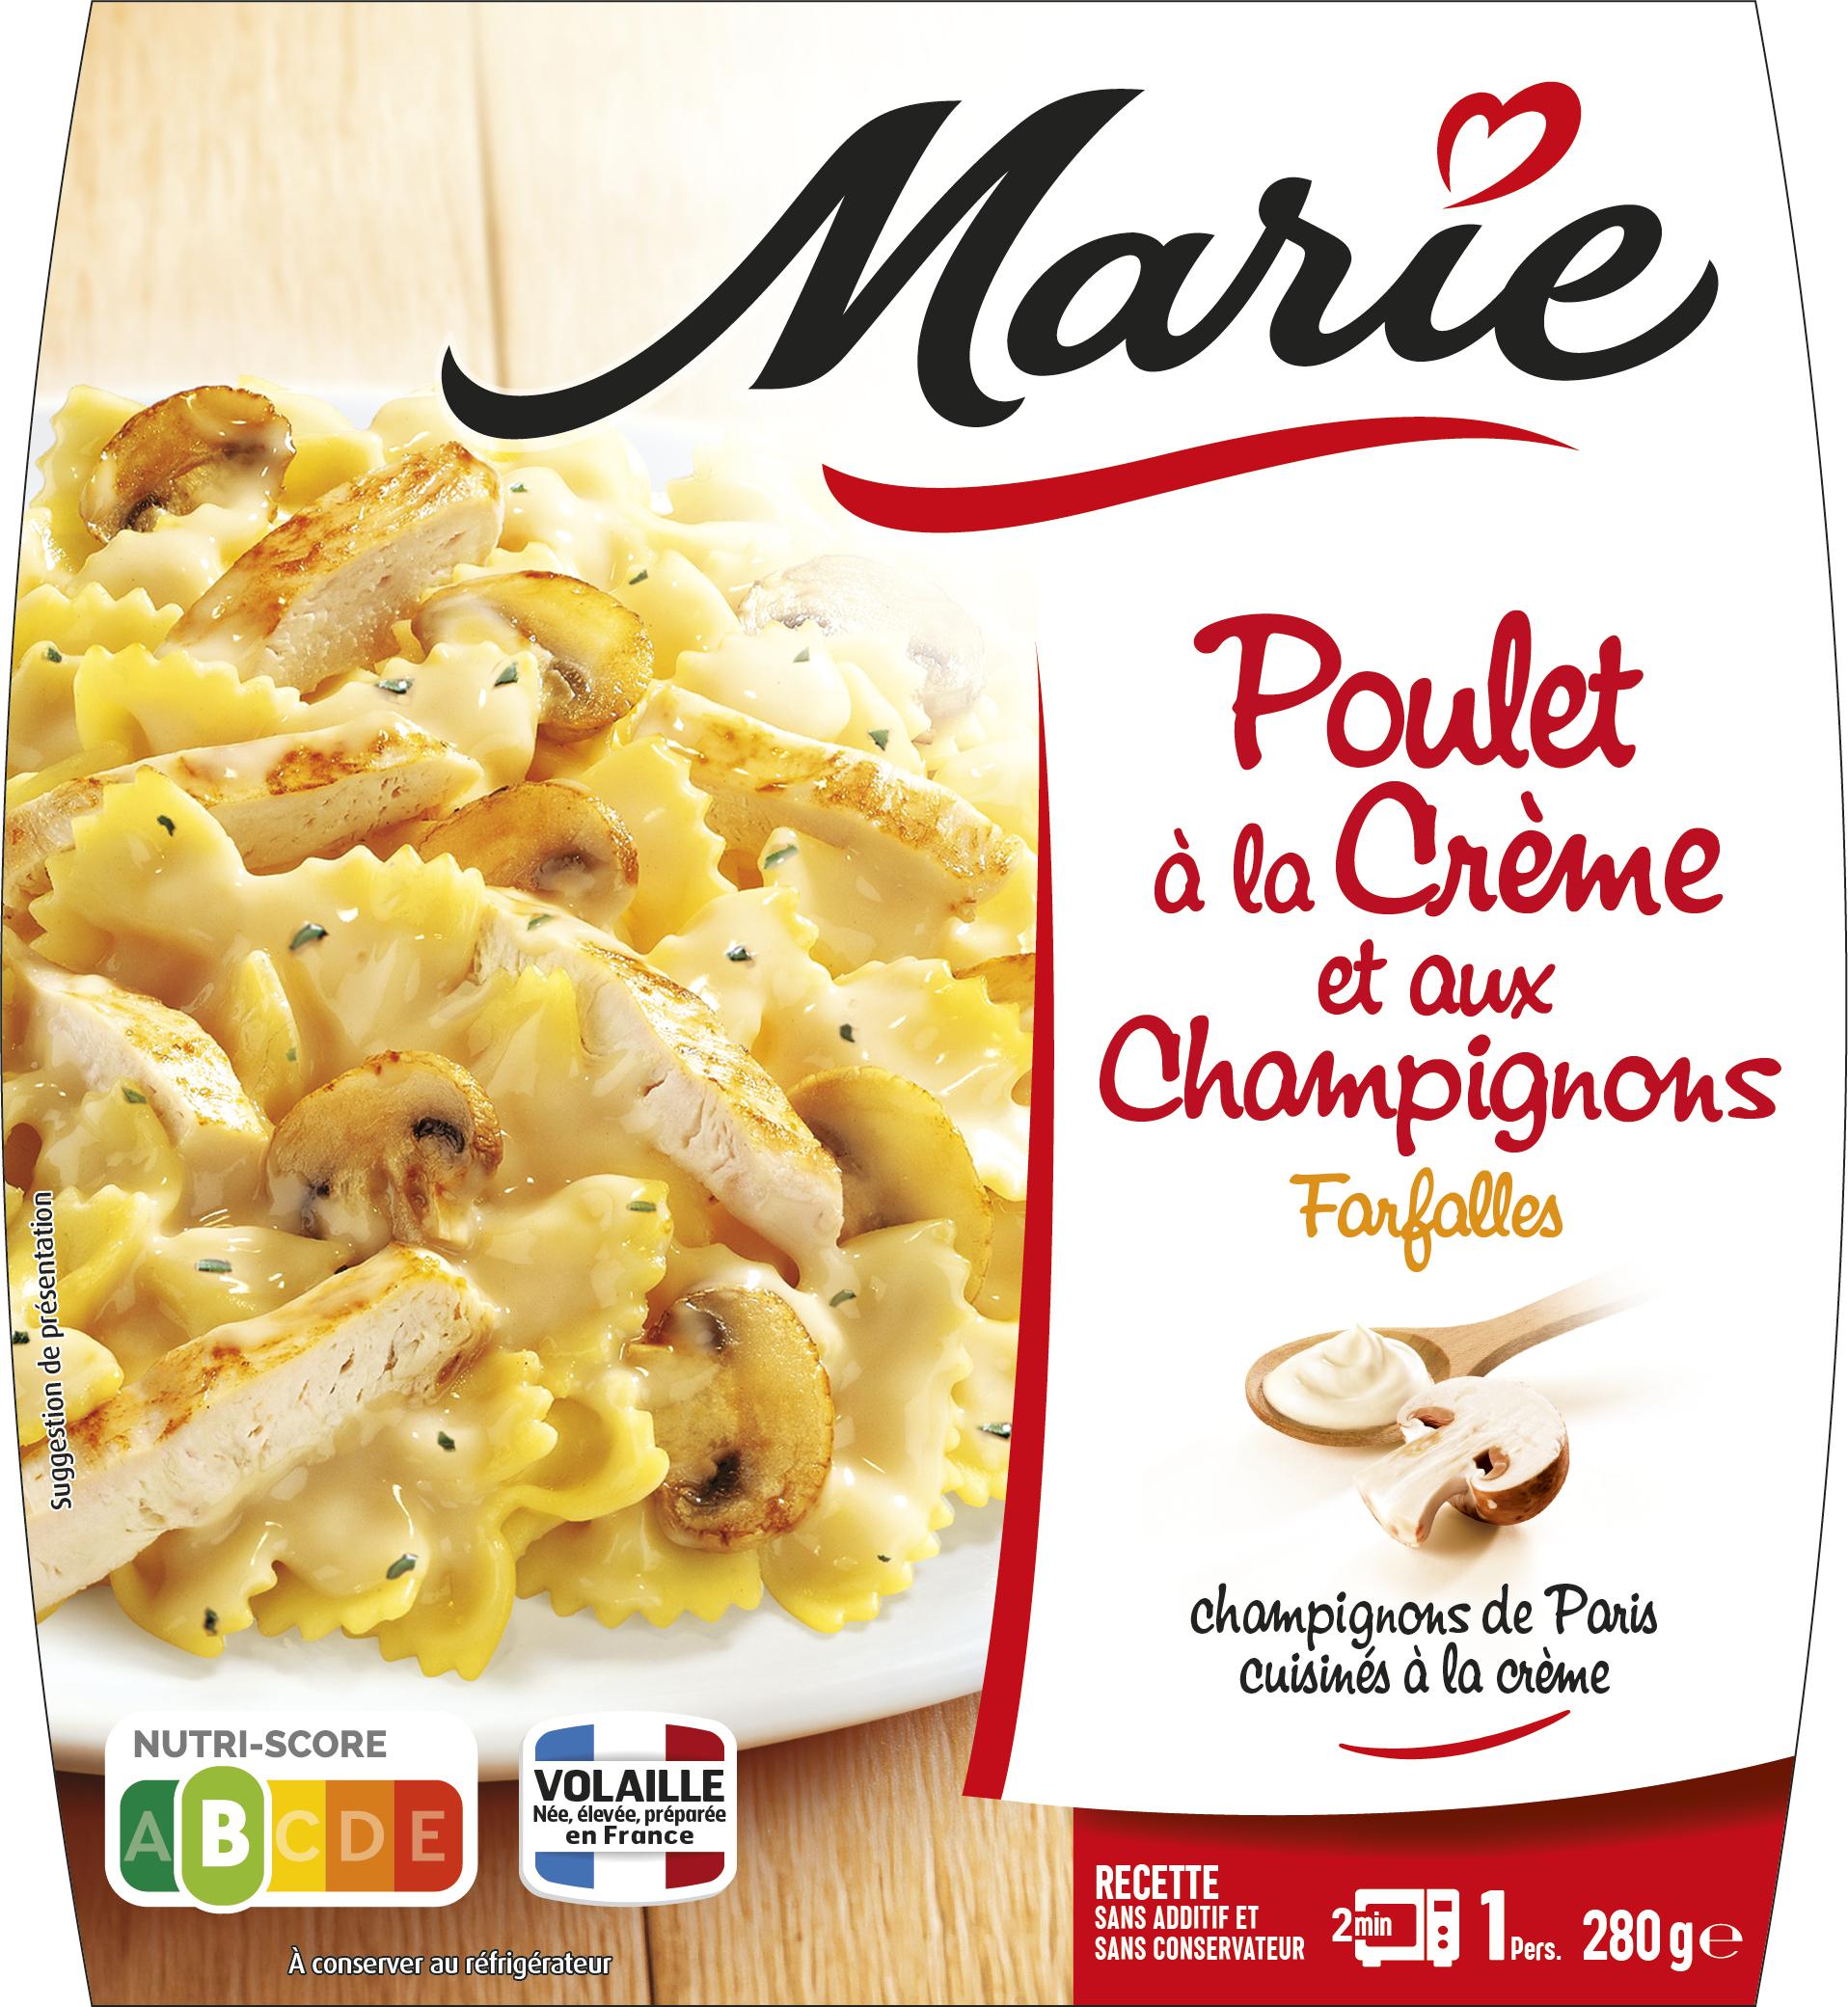 Marie
Poulet
à la Crème
et aux
Champignons
Farfalles
champignons de Paris
cuisinés à la crème
Suggestion de présentation
NUTRI-SCORE
A B C D E
VOLAILLE
Née, élevée, préparée
en France
À conserver au réfrigérateur
RECETTE
SANS ADDITIF ET
SANS CONSERVATEUR
2min
1 Pers.
280 g e